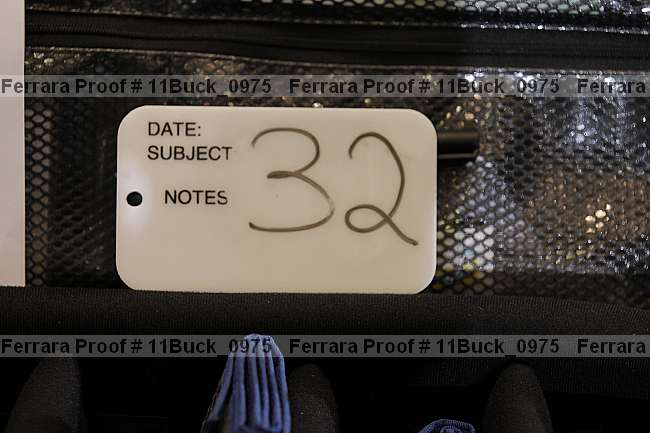 Ferrara Proof # 11Buck_0975 Ferrara Proof # 11Buck_0975 Ferrara
DATE:
SUBJECT 32
NOTES
Ferrara Proof # 11Buck_0975 Ferrara Proof # 11Buck_0975 Ferrara